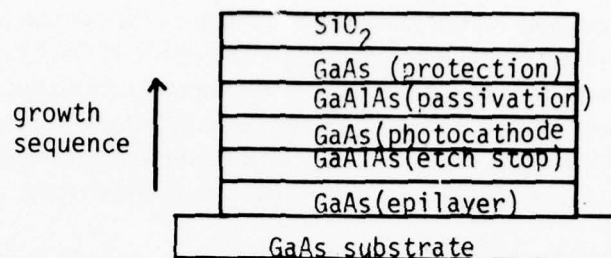 SiO2
GaAs (protection)
GaAlAs(passivation)
growth
sequence
GaAs(photocathode
GaAlAs(etch stop)
GaAs(epilayer)
GaAs substrate